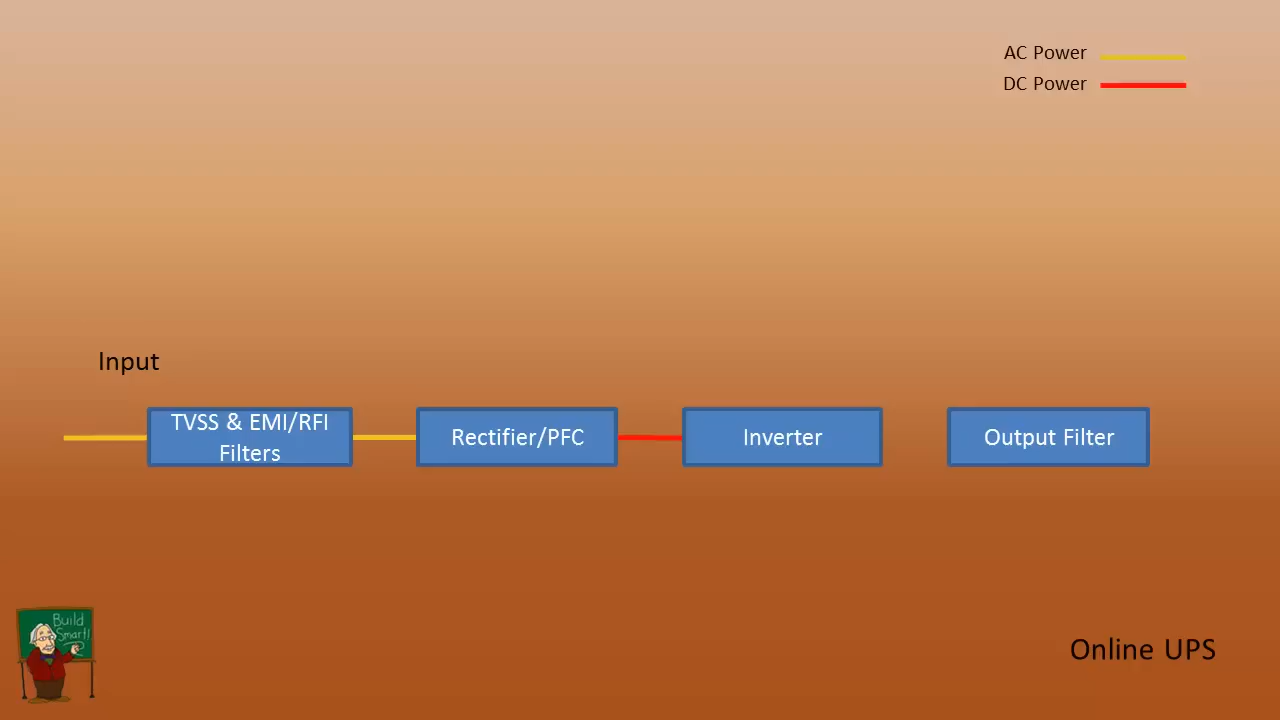 AC Power
DC Power
Input
TVSS & EMI/RFI
Filters
Rectifier/PFC
Inverter
Output Filter
Build
Smart!
Online UPS